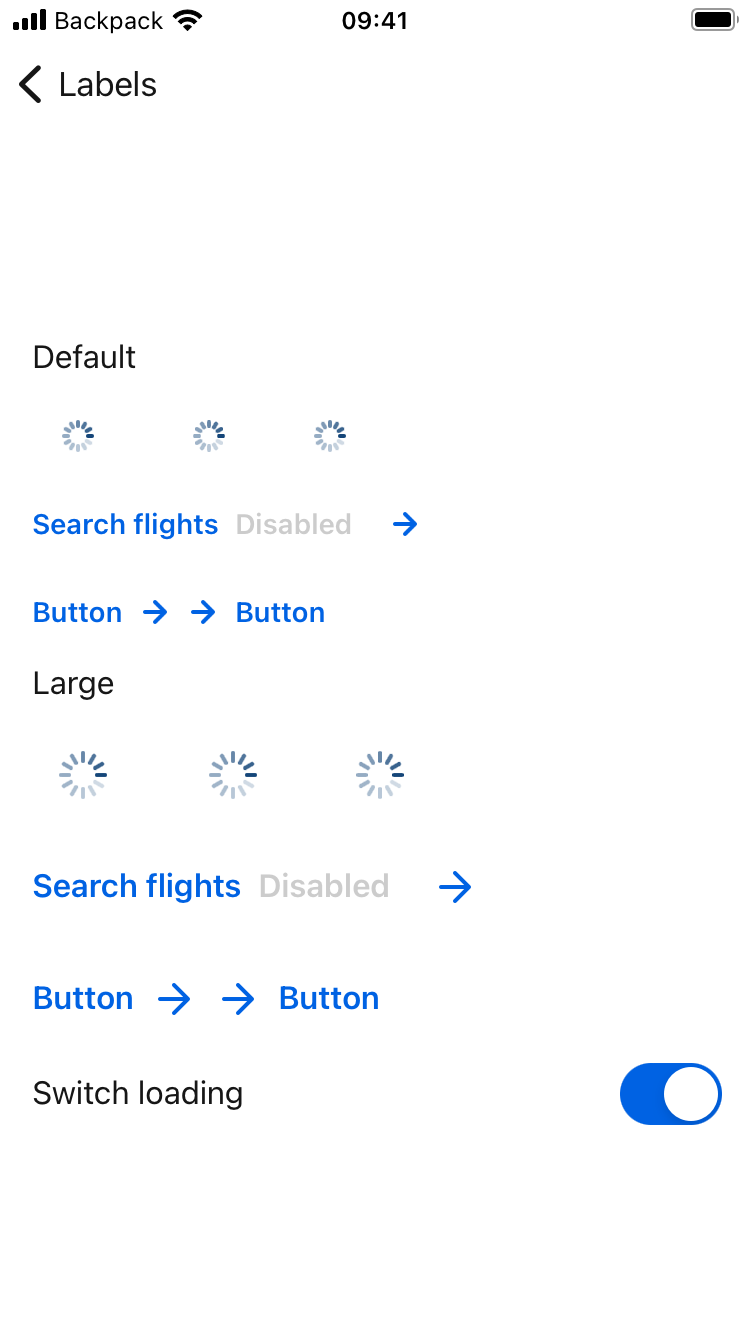 Backpack 09:41
Labels
Default
Search flights Disabled
Button Button
Large
Search flights Disabled
Button Button
Switch loading